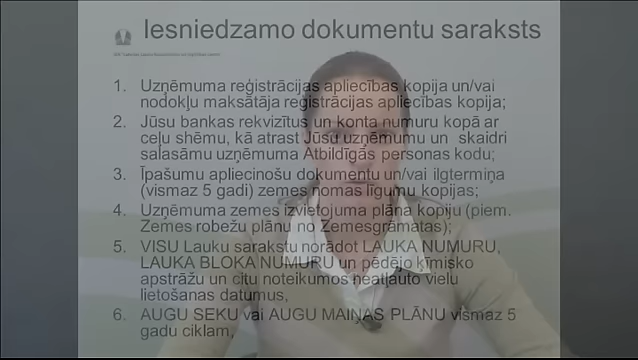 Iesniedzamo dokumentu saraksts
1. Uzņēmuma reģistrācijas apliecības kopija un/vai
nodokļu maksātāja reģistrācijas apliecības kopija;
2. Jūsu bankas rekvizītus un konta numuru kopā ar
ceļu shēmu, kā atrast Jūsu uzņēmumu un skaidri
salasāmu uzņēmuma Atbildīgās personas kodu;
3. Īpašumu apliecinošu dokumentu un/vai ilgtermiņa
(vismaz 5 gadi) zemes nomas līgumu kopijas;
4. Uzņēmuma zemes izvietojuma plāna kopiju (piem.
Zemes robežu plānu no Zemesgrāmatas);
5. VISU Lauku sarakstu norādot LAUKA NUMURU,
LAUKA BLOKA NUMURU un pēdējo ķīmisko
apstrāžu un citu noteikumos neatļauto vielu
lietošanas datumus,
6. AUGU SEKU vai AUGU MAIŅAS PLĀNU vismaz 5
gadu ciklam,